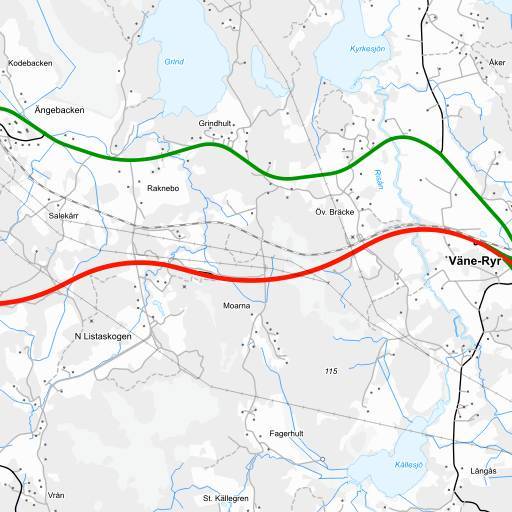 Kyrkesjön
Kodebacken
Grind
Åker
Ängebacken
Grindhult
Risån
Raknebo
Salekärr
Öv. Bräcke
Väne-Ryr
Moarna
N Listaskogen
115
Fagerhult
Källesjö
Långås
Vrån
St. Källegren